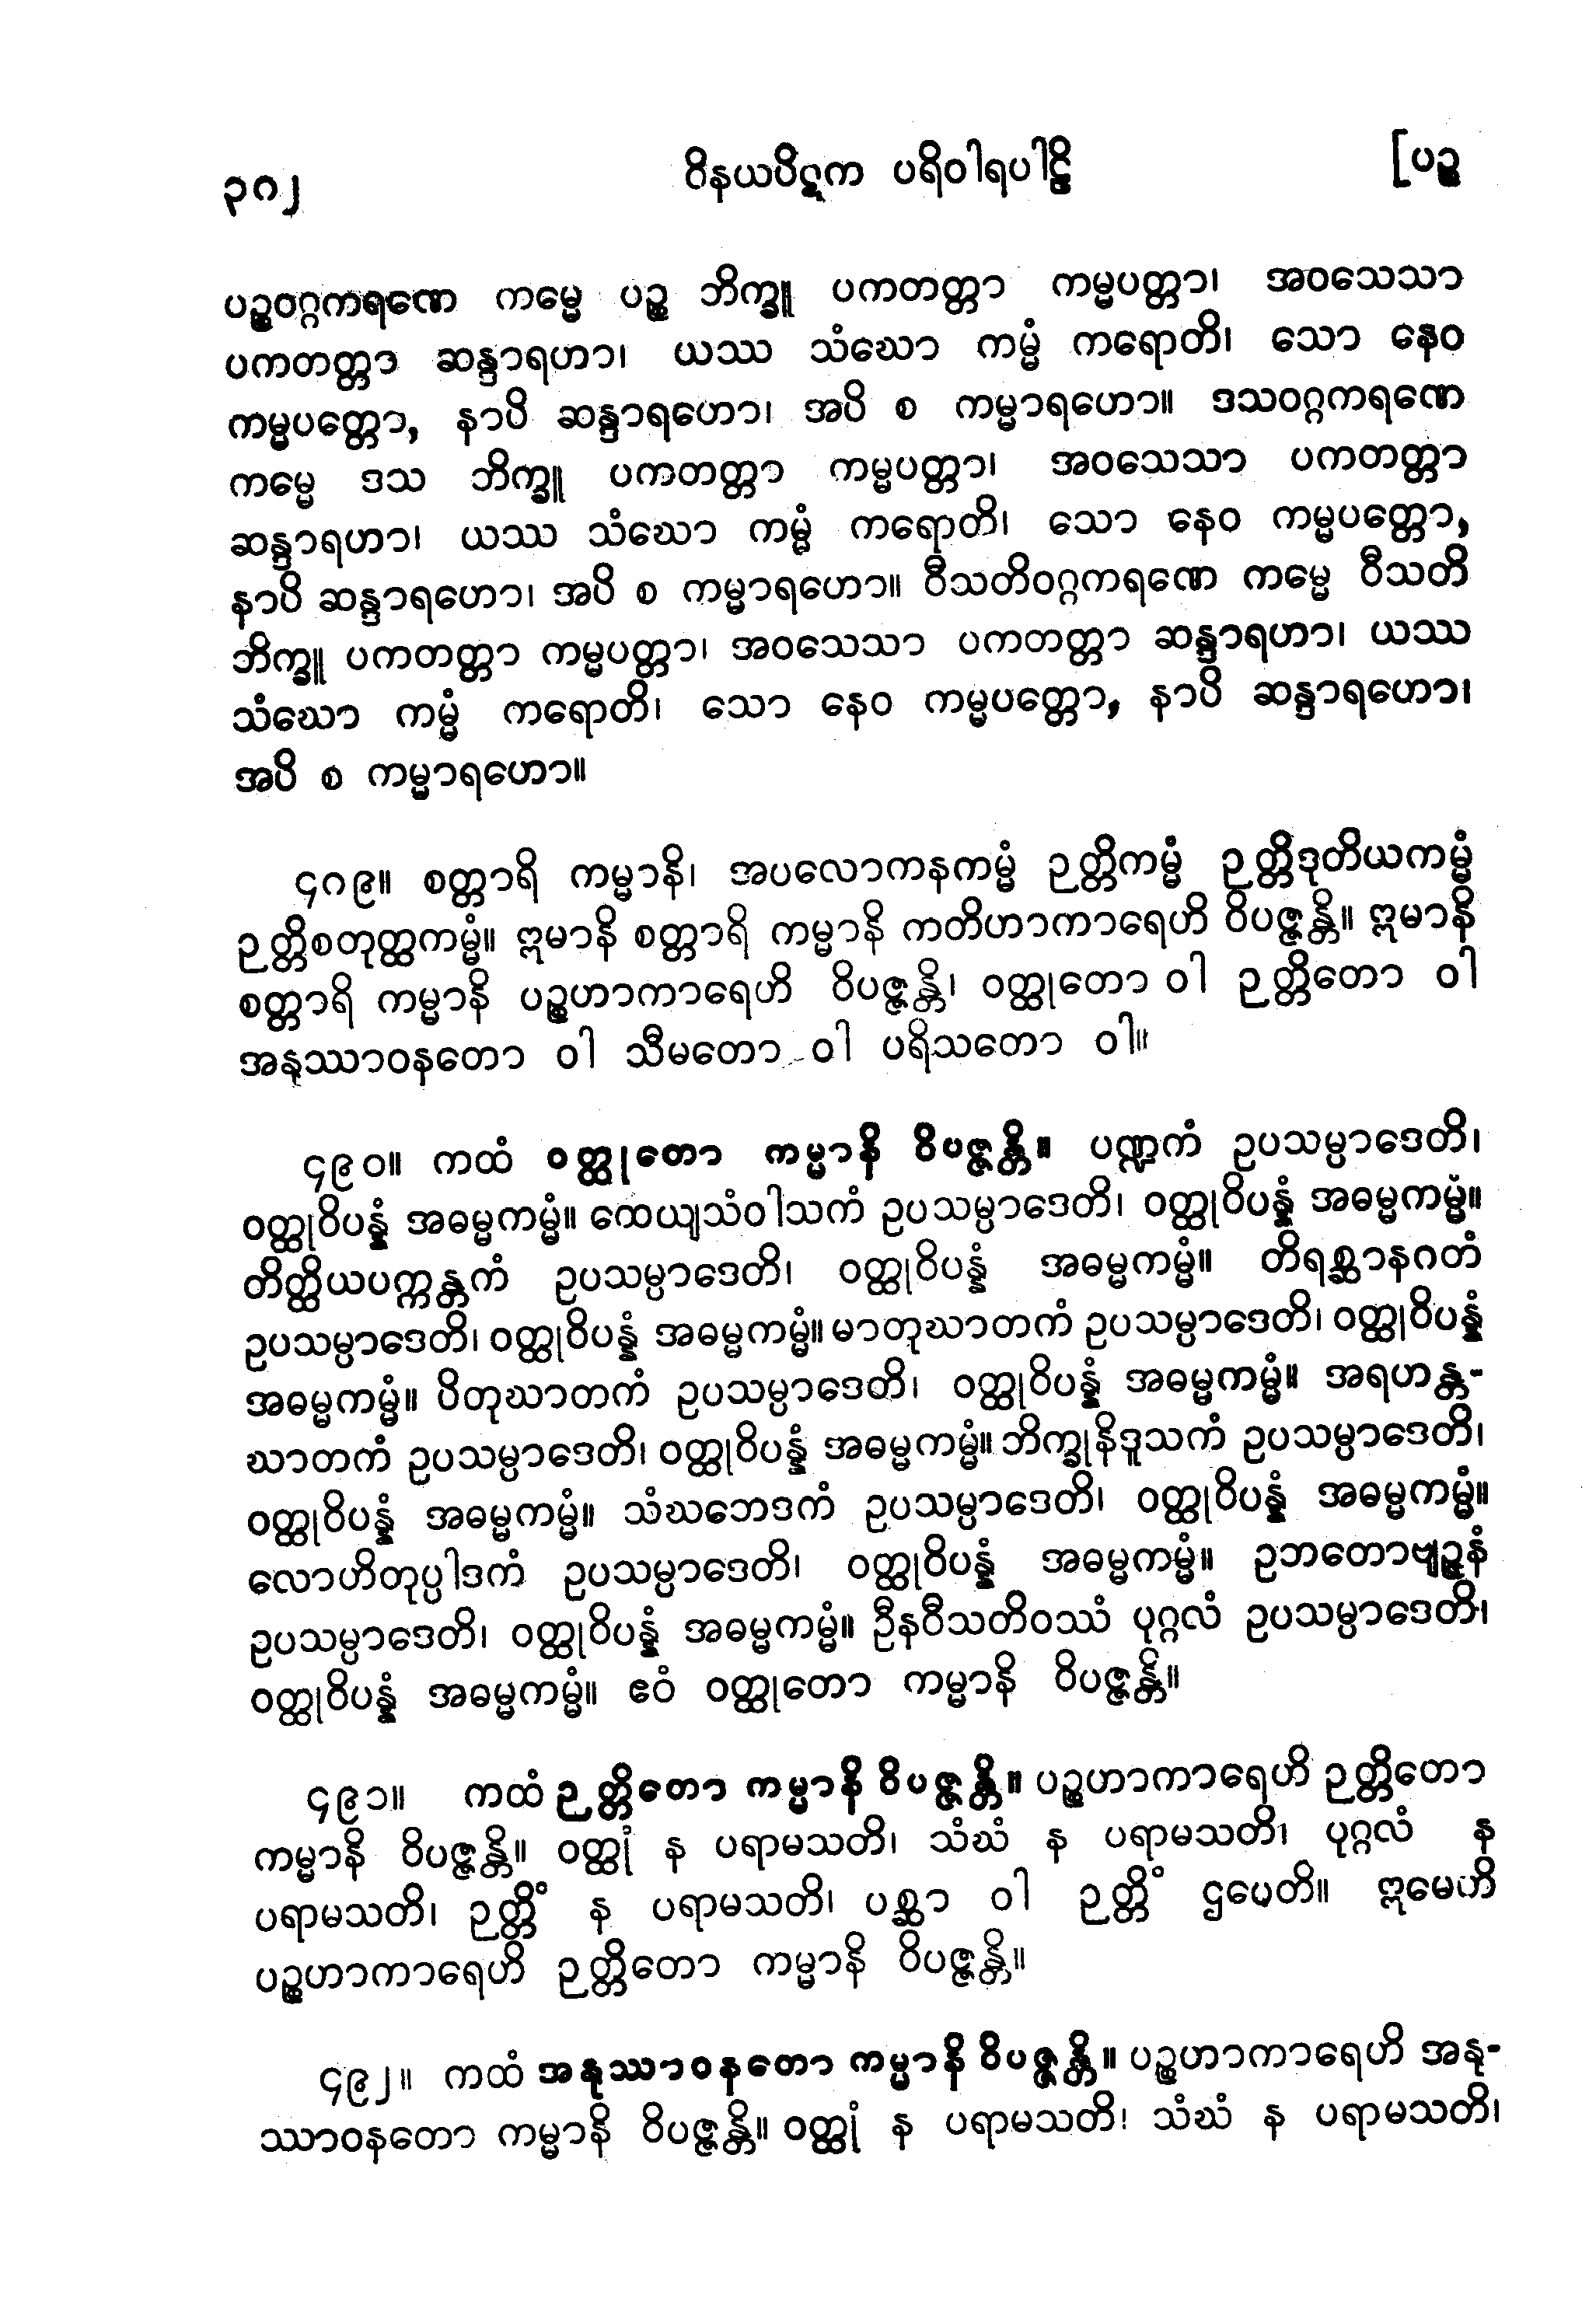 ၃၈၂ ဝိနယပိဋက ပရိဝါရပါဠိ [ပဉ္စ
ပဉ္စဝဂ္ဂကရဏေ ကမ္မေ ပဉ္စ ဘိက္ခူ ပကတတ္တာ ကမ္မပတ္တာ၊ အဝသေသာ
ပကတတ္တာ ဆန္ဒာရဟာ၊ ယဿ သံဃော ကမ္မံ ကရောတိ၊ သော နေဝ
ကမ္မပတ္တော, နာပိ ဆန္ဒာရဟော၊ အပိ စ ကမ္မာရဟော။ ဒသဝဂ္ဂကရဏေ
ကမ္မေ ဒသ ဘိက္ခူ ပကတတ္တာ ကမ္မပတ္တာ၊ အဝသေသာ ပကတတ္တာ
ဆန္ဒာရဟာ၊ ယဿ သံဃော ကမ္မံ ကရောတိ၊ သော နေဝ ကမ္မပတ္တော,
နာပိ ဆန္ဒာရဟော၊ အပိ စ ကမ္မာရဟော။ ဝီသတိဝဂ္ဂကရဏေ ကမ္မေ ဝီသတိ
ဘိက္ခူ ပကတတ္တာ ကမ္မပတ္တာ၊ အဝသေသာ ပကတတ္တာ ဆန္ဒာရဟာ၊ ယဿ
သံဃော ကမ္မံ ကရောတိ၊ သော နေဝ ကမ္မပတ္တော, နာပိ ဆန္ဒာရဟော၊
အပိ စ ကမ္မာရဟော။
၄၈၉။ စတ္တာရိ ကမ္မာနိ၊ အပလောကနကမ္မံ ဉတ္တိကမ္မံ ဉတ္တိဒုတိယကမ္မံ
ဉတ္တိစတုတ္ထကမ္မံ။ ဣမာနိ စတ္တာရိ ကမ္မာနိ ကတိဟာကာရေဟိ ဝိပဇ္ဇန္တိ။ ဣမာနိ
စတ္တာရိ ကမ္မာနိ ပဉ္စဟာကာရေဟိ ဝိပဇ္ဇန္တိ၊ ဝတ္ထုတော ဝါ ဉတ္တိတော ဝါ
အနုဿာဝနတော ဝါ သီမတော ဝါ ပရိသတော ဝါ။
၄၉၀။ ကထံ ဝတ္ထုတော ကမ္မာနိ ဝိပဇ္ဇန္တိ။ ပဏ္ဍကံ ဥပသမ္ပာဒေတိ၊
ဝတ္ထုဝိပန္နံ အဓမ္မကမ္မံ။ ထေယျသံဝါသကံ ဥပသမ္ပာဒေတိ၊ ဝတ္ထုဝိပန္နံ အဓမ္မကမ္မံ။
တိတ္ထိယပက္ကန္တကံ ဥပသမ္ပာဒေတိ၊ ဝတ္ထုဝိပန္နံ အဓမ္မကမ္မံ။ တိရစ္ဆာနဂတံ
ဥပသမ္ပာဒေတိ၊ ဝတ္ထုဝိပန္နံ အဓမ္မကမ္မံ။ မာတုဃာတကံ ဥပသမ္ပာဒေတိ၊ ဝတ္ထုဝိပန္နံ
အဓမ္မကမ္မံ။ ပိတုဃာတကံ ဥပသမ္ပာဒေတိ၊ ဝတ္ထုဝိပန္နံ အဓမ္မကမ္မံ။ အရဟန္တ-
ဃာတကံ ဥပသမ္ပာဒေတိ၊ ဝတ္ထုဝိပန္နံ အဓမ္မကမ္မံ။ ဘိက္ခုနိဒူသကံ ဥပသမ္ပာဒေတိ၊
ဝတ္ထုဝိပန္နံ အဓမ္မကမ္မံ။ သံဃဘေဒကံ ဥပသမ္ပာဒေတိ၊ ဝတ္ထုဝိပန္နံ အဓမ္မကမ္မံ။
လောဟိတုပ္ပါဒကံ ဥပသမ္ပာဒေတိ၊ ဝတ္ထုဝိပန္နံ အဓမ္မကမ္မံ။ ဥဘတောဗျဉ္ဇနံ
ဥပသမ္ပာဒေတိ၊ ဝတ္ထုဝိပန္နံ အဓမ္မကမ္မံ။ ဦနဝီသတိဝဿံ ပုဂ္ဂလံ ဥပသမ္ပာဒေတိ၊
ဝတ္ထုဝိပန္နံ အဓမ္မကမ္မံ။ ဧဝံ ဝတ္ထုတော ကမ္မာနိ ဝိပဇ္ဇန္တိ။
၄၉၁။ ကထံ ဉတ္တိတော ကမ္မာနိ ဝိပဇ္ဇန္တိ။ ပဉ္စဟာကာရေဟိ ဉတ္တိတော
ကမ္မာနိ ဝိပဇ္ဇန္တိ။ ဝတ္ထုံ န ပရာမသတိ၊ သံဃံ န ပရာမသတိ၊ ပုဂ္ဂလံ န
ပရာမသတိ၊ ဉတ္တိံ န ပရာမသတိ၊ ပစ္ဆာ ဝါ ဉတ္တိံ ဌပေတိ။ ဣမေဟိ
ပဉ္စဟာကာရေဟိ ဉတ္တိတော ကမ္မာနိ ဝိပဇ္ဇန္တိ။
၄၉၂။ ကထံ အနုဿာဝနတော ကမ္မာနိ ဝိပဇ္ဇန္တိ။ ပဉ္စဟာကာရေဟိ အနု-
ဿာဝနတော ကမ္မာနိ ဝိပဇ္ဇန္တိ။ ဝတ္ထုံ န ပရာမသတိ၊ သံဃံ န ပရာမသတိ၊